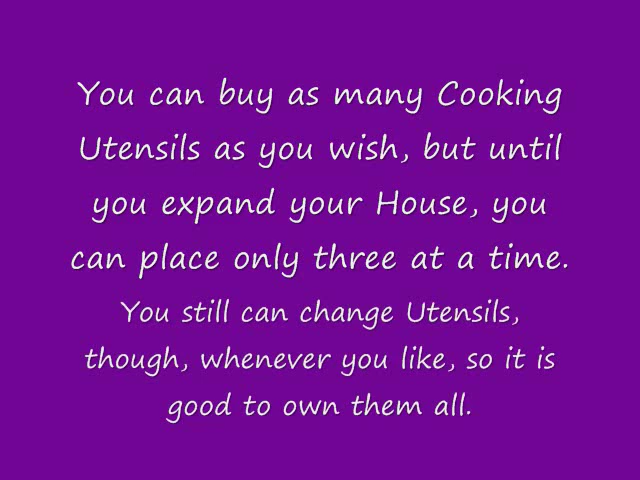 You can buy as many Cooking
Utensils as you wish, but until
you expand your House, you
can place only three at a time.
You still can change Utensils,
though, whenever you like, so it is
good to own them all.